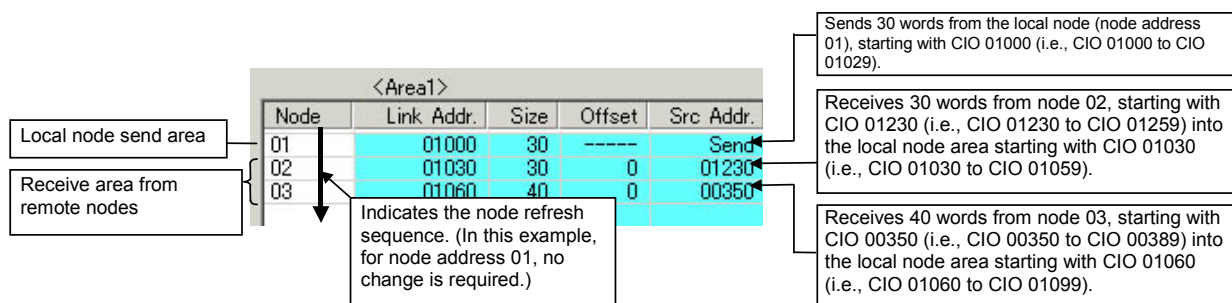 Sends 30 words from the local node (node address
01), starting with CIO 01000 (i.e., CIO 01000 to CIO
01029).
<Area1>
Node Link Addr. Size Offset Src Addr.
01 01000 30 ----- Send
02 01030 30 0 01230
03 01060 40 0 00350
Local node send area
Receive area from
remote nodes
Indicates the node refresh
sequence. (In this example,
for node address 01, no
change is required.)
Receives 30 words from node 02, starting with
CIO 01230 (i.e., CIO 01230 to CIO 01259) into
the local node area starting with CIO 01030
(i.e., CIO 01030 to CIO 01059).
Receives 40 words from node 03, starting with
CIO 00350 (i.e., CIO 00350 to CIO 00389) into
the local node area starting with CIO 01060
(i.e., CIO 01060 to CIO 01099).